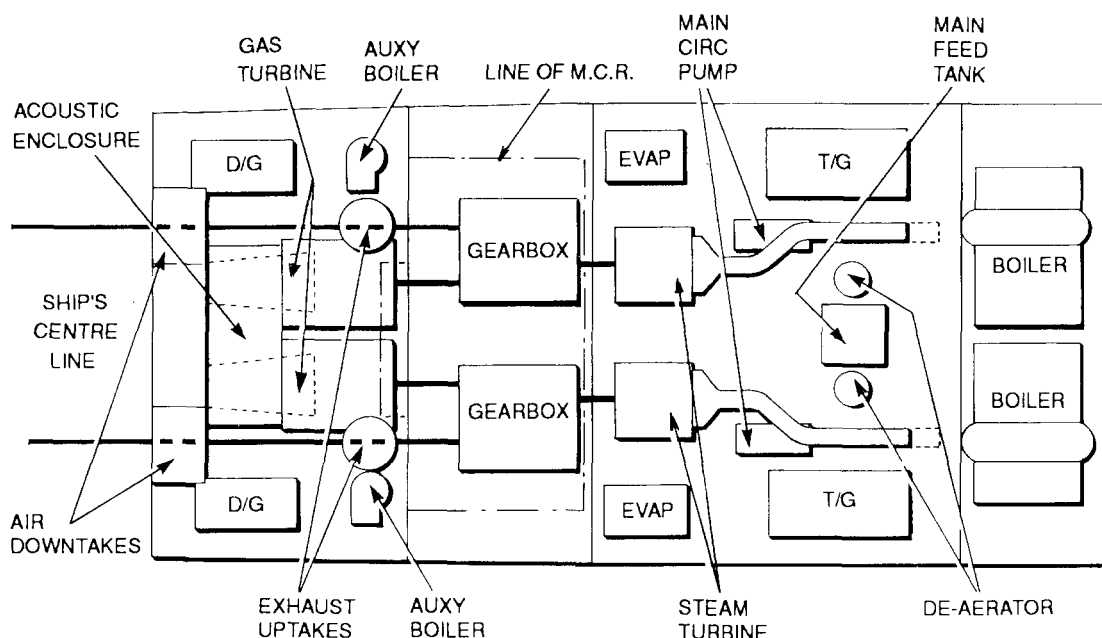 GAS
TURBINE
AUXY
BOILER
LINE OF M.C.R.
MAIN
CIRC
PUMP
MAIN
FEED
TANK
ACOUSTIC
ENCLOSURE
D/G
EVAP
T/G
GEARBOX
BOILER
SHIP'S
CENTRE
LINE
GEARBOX
BOILER
D/G
EVAP
T/G
AIR
DOWNTAKES
EXHAUST
UPTAKES
AUXY
BOILER
STEAM
TURBINE
DE-AERATOR